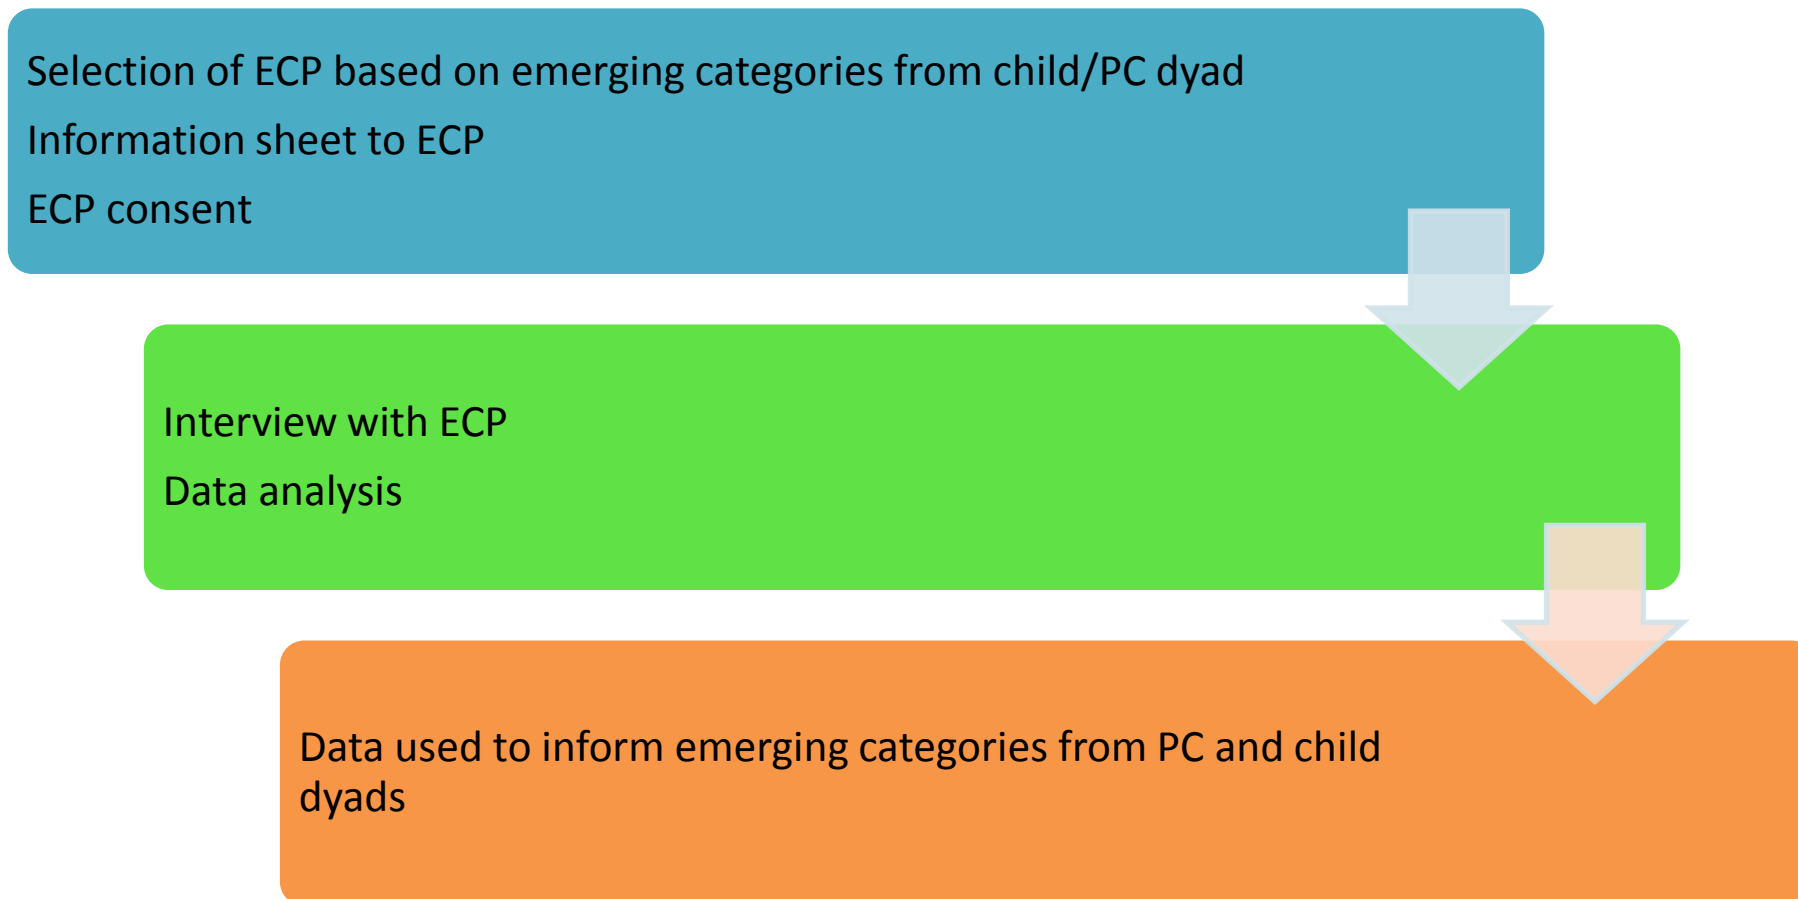 Selection of ECP based on emerging categories from child/PC dyad
Information sheet to ECP
ECP consent
Interview with ECP
Data analysis
Data used to inform emerging categories from PC and child
dyads